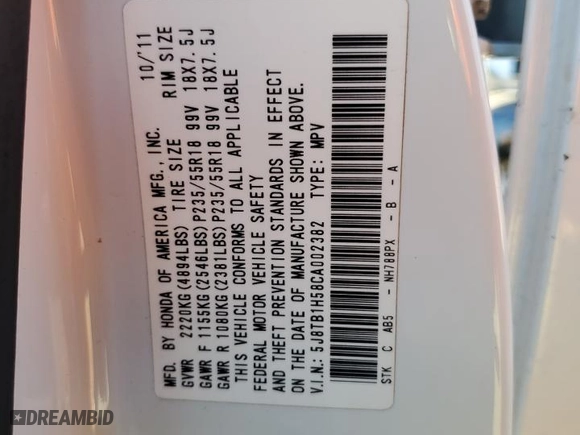 MFD. BY HONDA OF AMERICA MFG., INC. 10/'11
GVWR 2220KG(4894LBS) TIRE SIZE RIM SIZE
GAWR F 1155KG(2546LBS)P235/55R18 99V 18X7.5J
GAWR R 1080KG(2381LBS)P235/55R18 99V 18X7.5J
THIS VEHICLE CONFORMS TO ALL APPLICABLE
FEDERAL MOTOR VEHICLE SAFETY
AND THEFT PREVENTION STANDARDS IN EFFECT
ON THE DATE OF MANUFACTURE SHOWN ABOVE.
V.I.N.: 5J8TB1H58CA002382 TYPE: MPV
STK C AB5 - NH788PX - B - A
DREAMBID